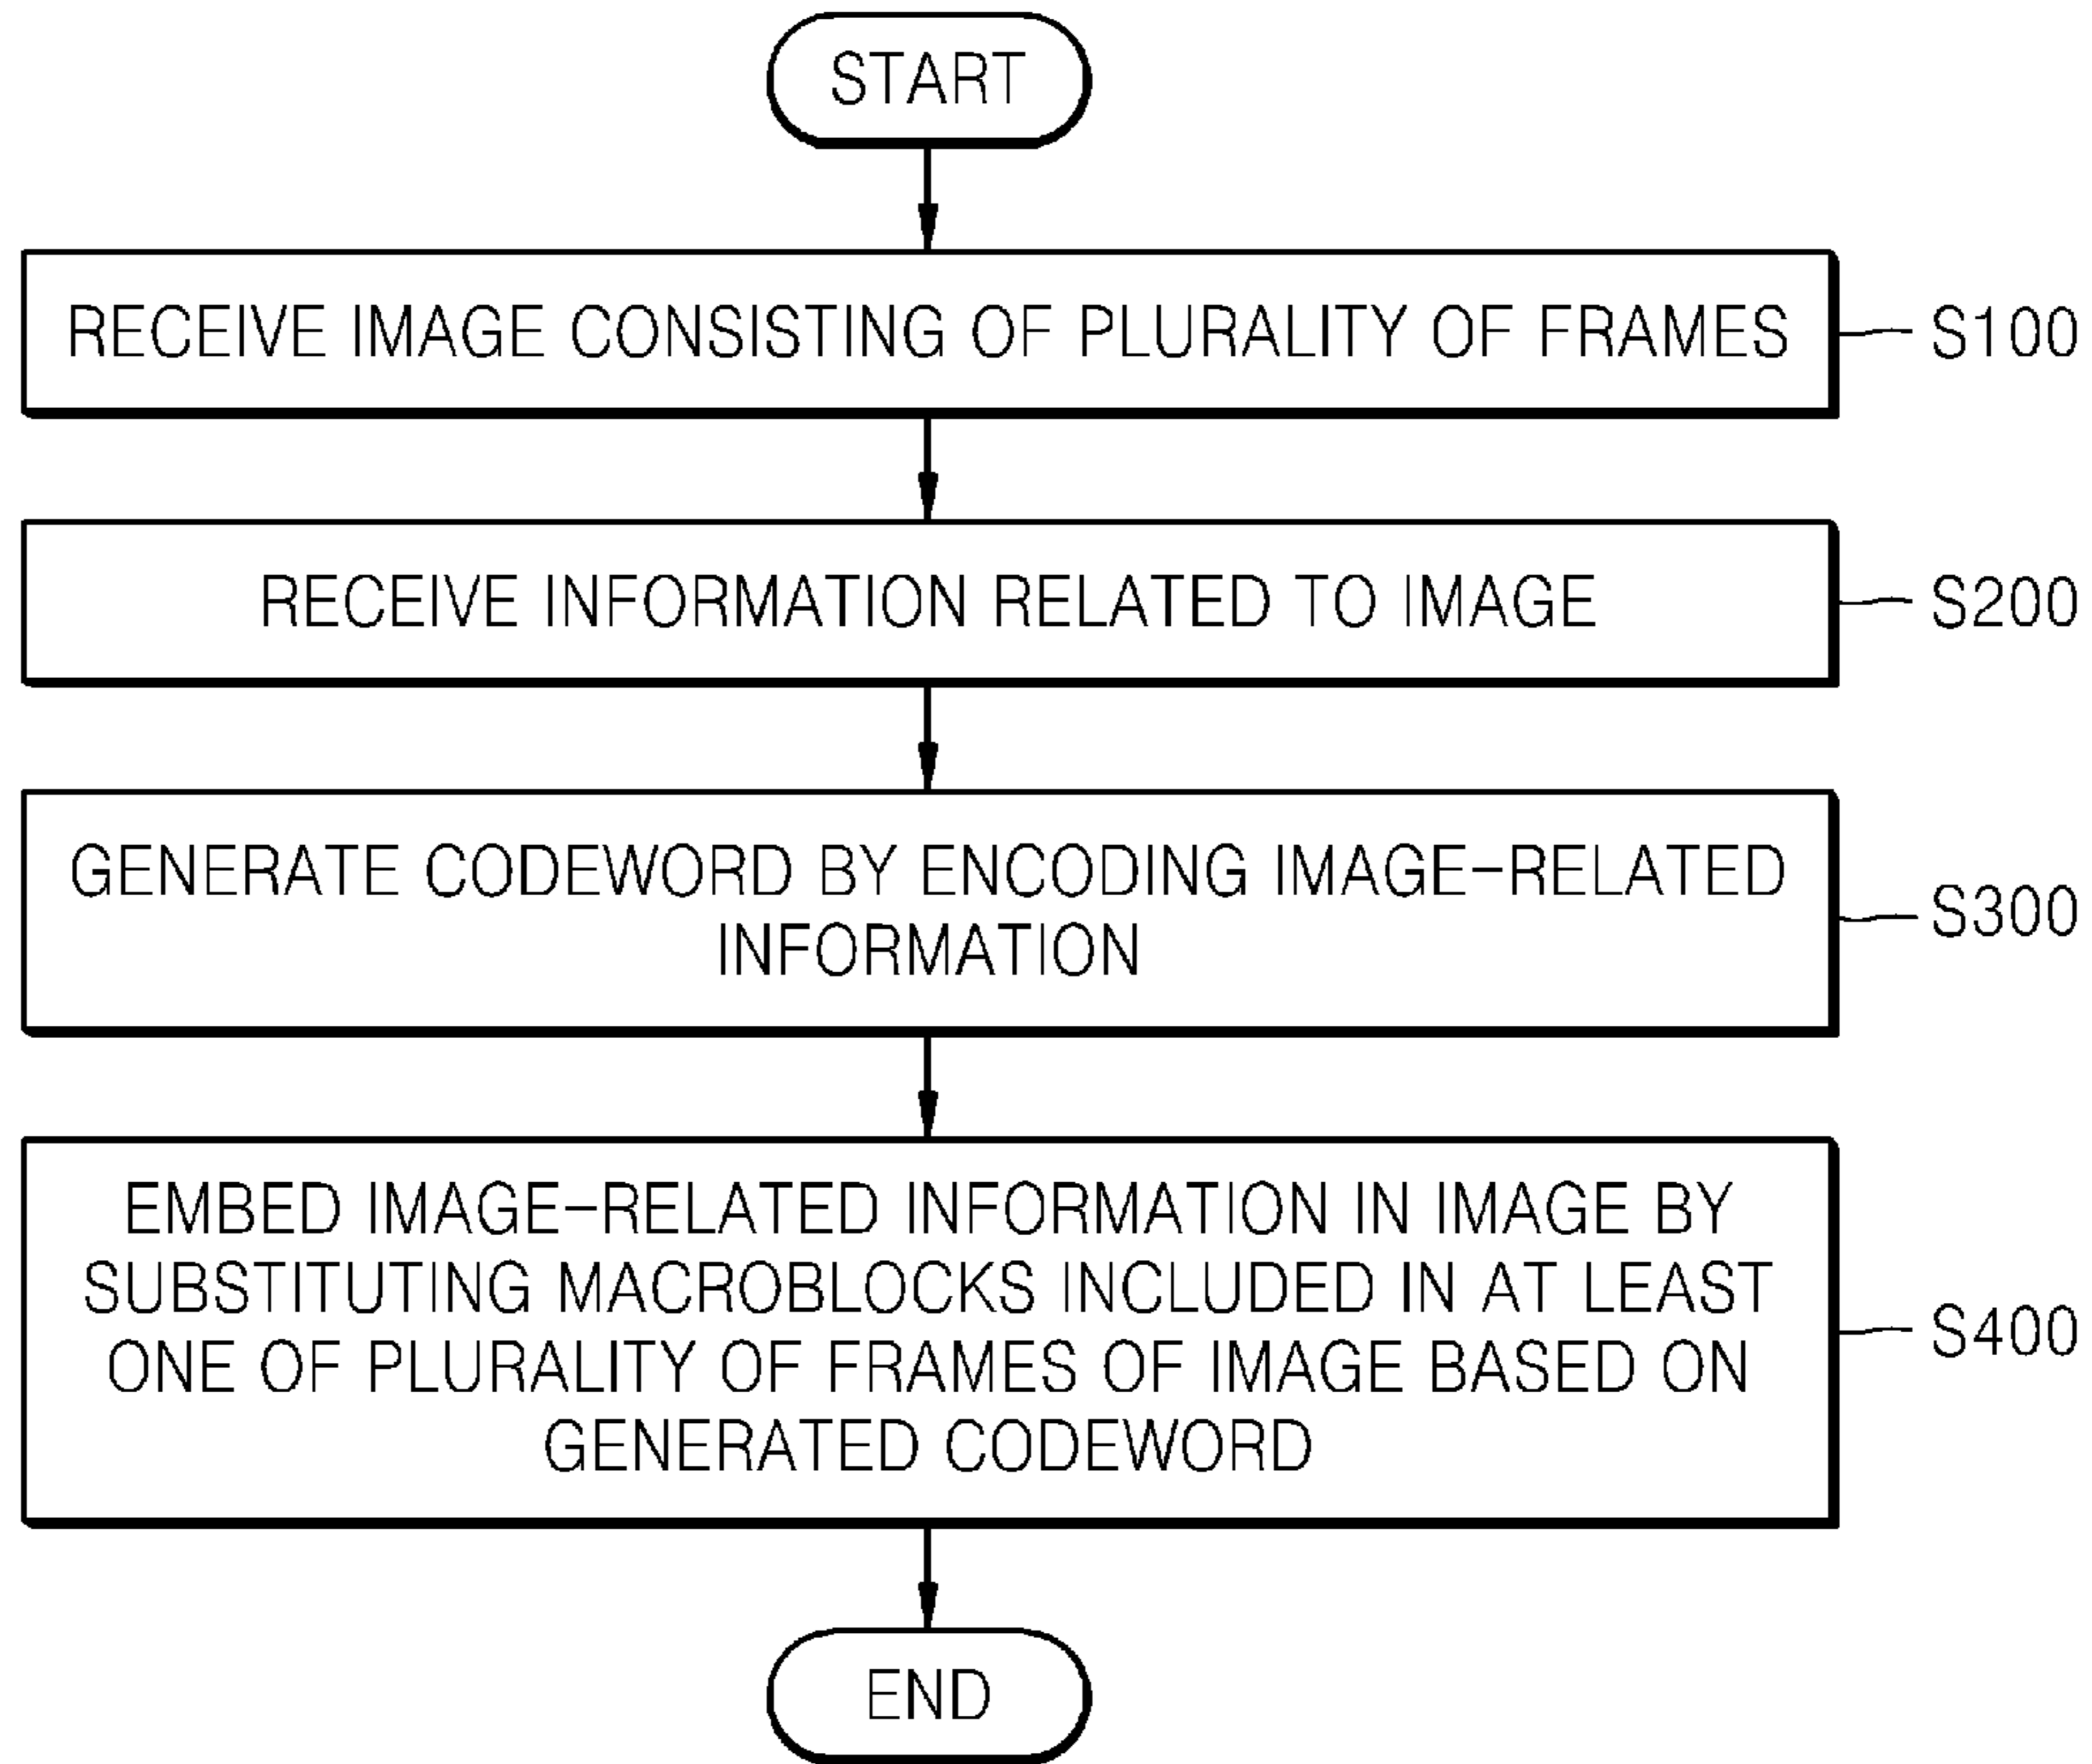 START
RECEIVE IMAGE CONSISTING OF PLURALITY OF FRAMES
S100
RECEIVE INFORMATION RELATED TO IMAGE
S200
GENERATE CODEWORD BY ENCODING IMAGE-RELATED
INFORMATION
S300
EMBED IMAGE-RELATED INFORMATION IN IMAGE BY
SUBSTITUTING MACROBLOCKS INCLUDED IN AT LEAST
ONE OF PLURALITY OF FRAMES OF IMAGE BASED ON
GENERATED CODEWORD
S400
END